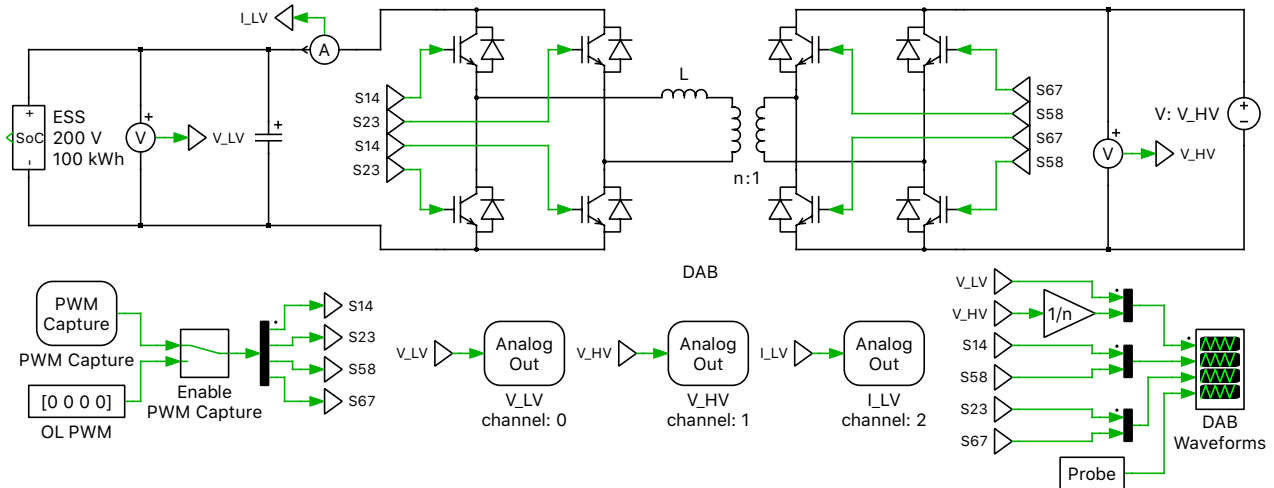 I_LV
A
ESS
200 V
100 kWh
+
SoC
-
+
V
V_LV
+
S14
S23
S14
S23
L
n:1
S67
S58
S67
S58
+
V
V_HV
V: V_HV
+
−
DAB
PWM
Capture
PWM Capture
[0 0 0 0]
OL PWM
Enable
PWM Capture
S14
S23
S58
S67
V_LV
Analog
Out
V_LV
channel: 0
V_HV
Analog
Out
V_HV
channel: 1
I_LV
Analog
Out
I_LV
channel: 2
V_LV
V_HV
1/n
S14
S58
S23
S67
Probe
DAB
Waveforms